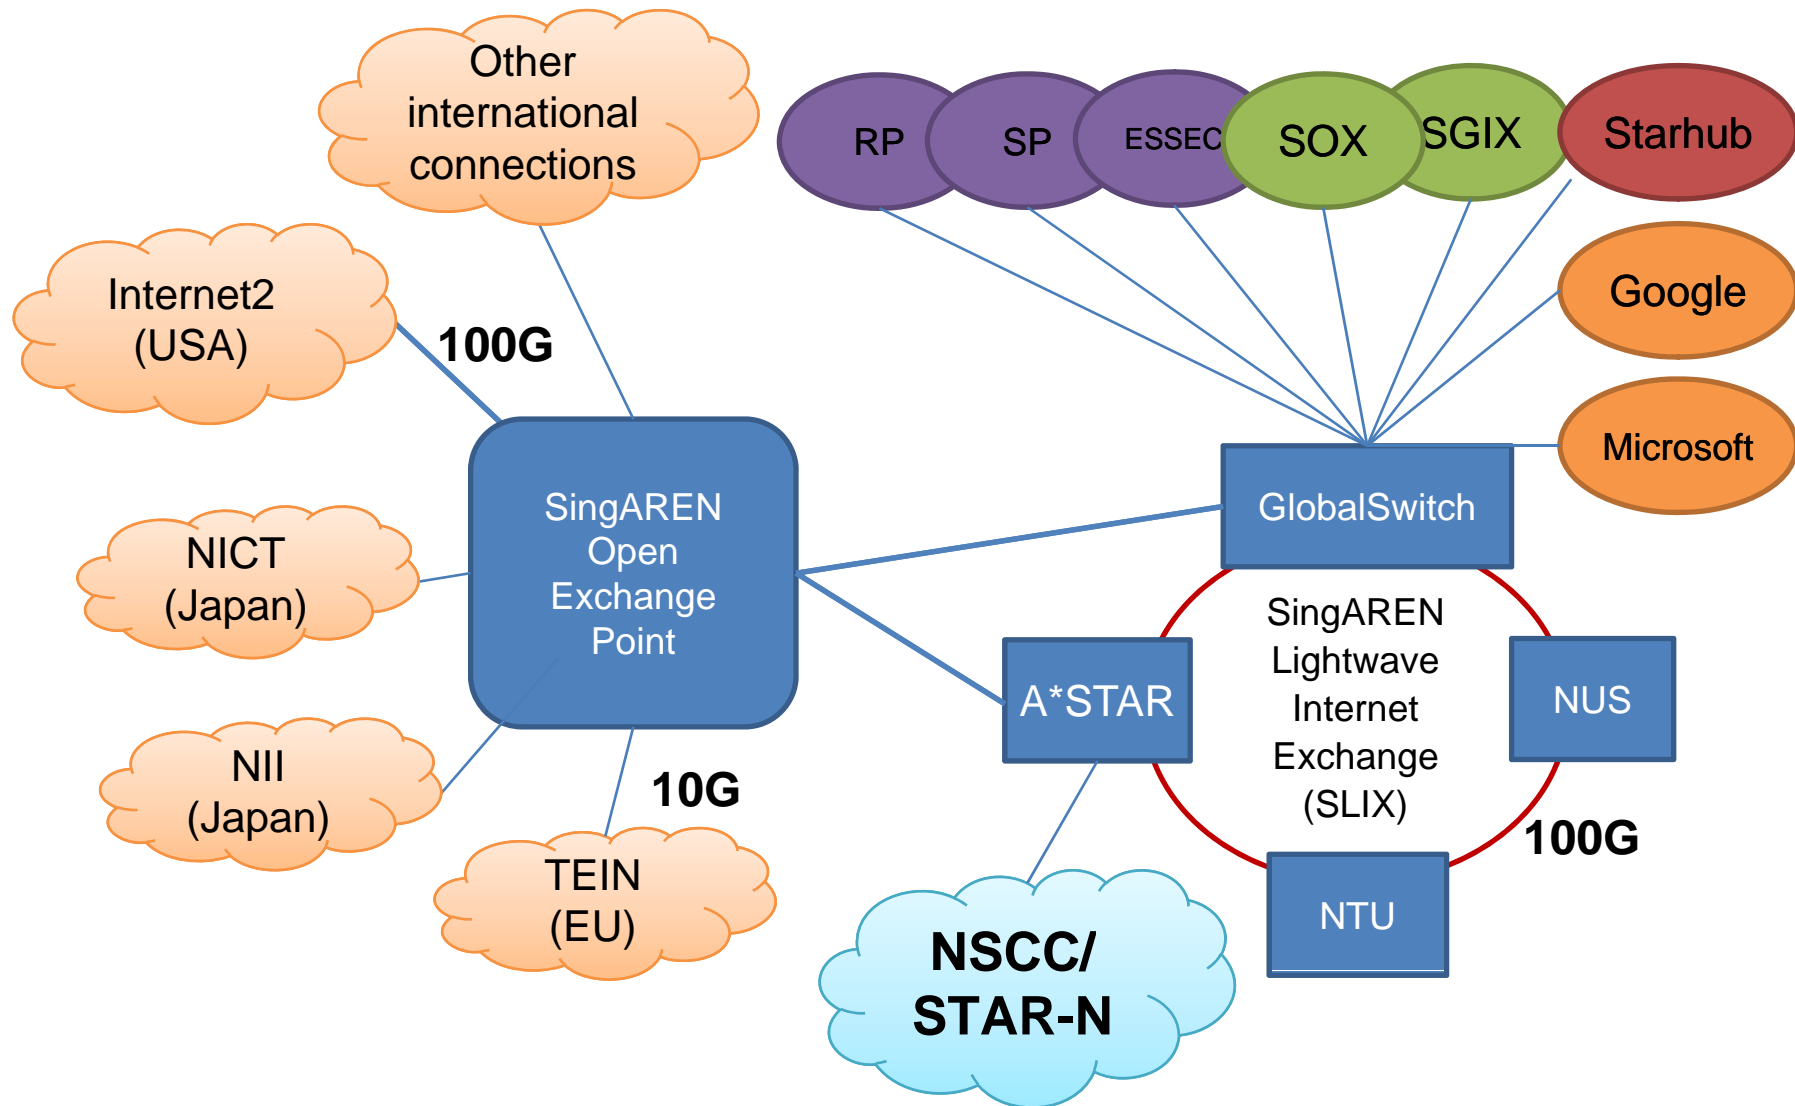 Other
international
connections
RP
SP
ESSEC
SOX
SGIX
Starhub
Internet2
(USA)
100G
Google
Microsoft
SingAREN
Open
Exchange
Point
GlobalSwitch
NICT
(Japan)
SingAREN
Lightwave
Internet
Exchange
(SLIX)
A*STAR
NUS
NII
(Japan)
10G
100G
TEIN
(EU)
NTU
NSCC/
STAR-N